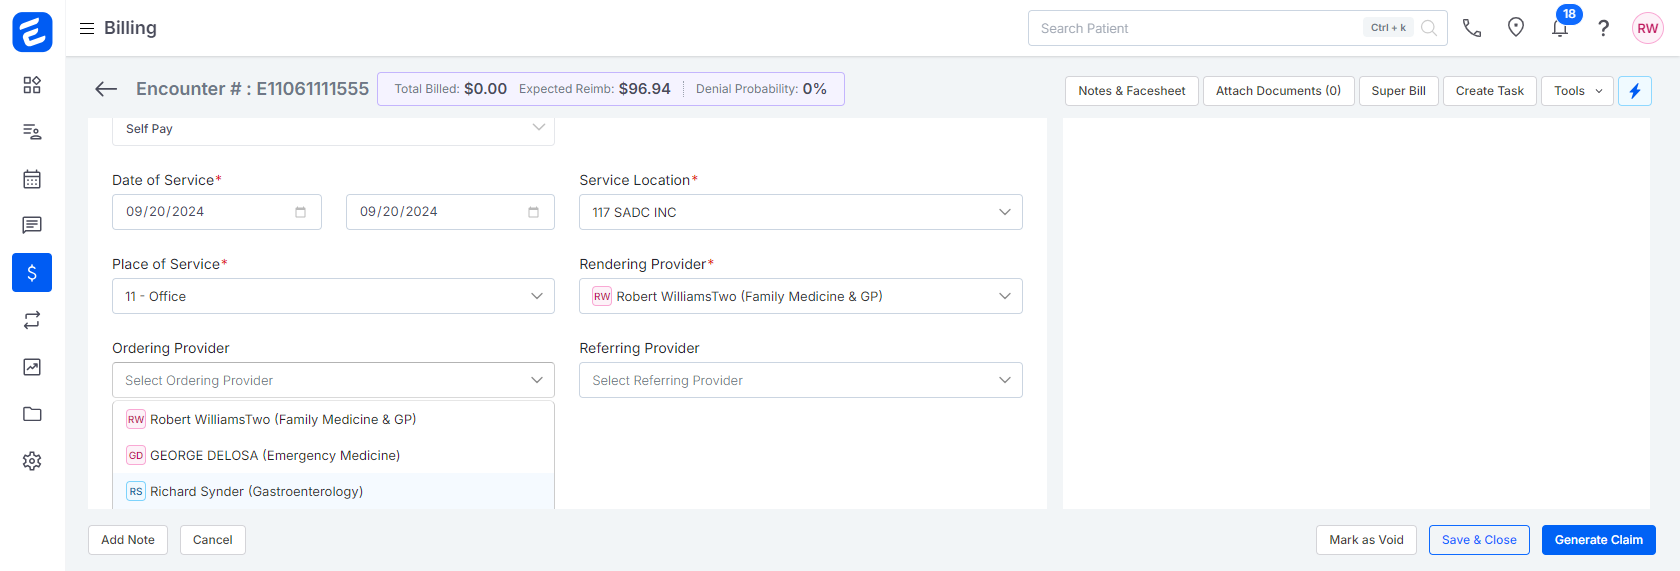 Billing
Search Patient
Ctrl + k
18
RW
Encounter # : E11061111555
Total Billed: $0.00 Expected Reimb: $96.94 Denial Probability: 0%
Notes & Facesheet
Attach Documents (0)
Super Bill
Create Task
Tools
Self Pay
Date of Service*
Service Location*
09/20/2024
09/20/2024
117 SADC INC
Place of Service*
Rendering Provider*
11 - Office
RW Robert WilliamsTwo (Family Medicine & GP)
Ordering Provider
Referring Provider
Select Ordering Provider
Select Referring Provider
RW Robert WilliamsTwo (Family Medicine & GP)
GD GEORGE DELOSA (Emergency Medicine)
RS Richard Synder (Gastroenterology)
Add Note
Cancel
Mark as Void
Save & Close
Generate Claim